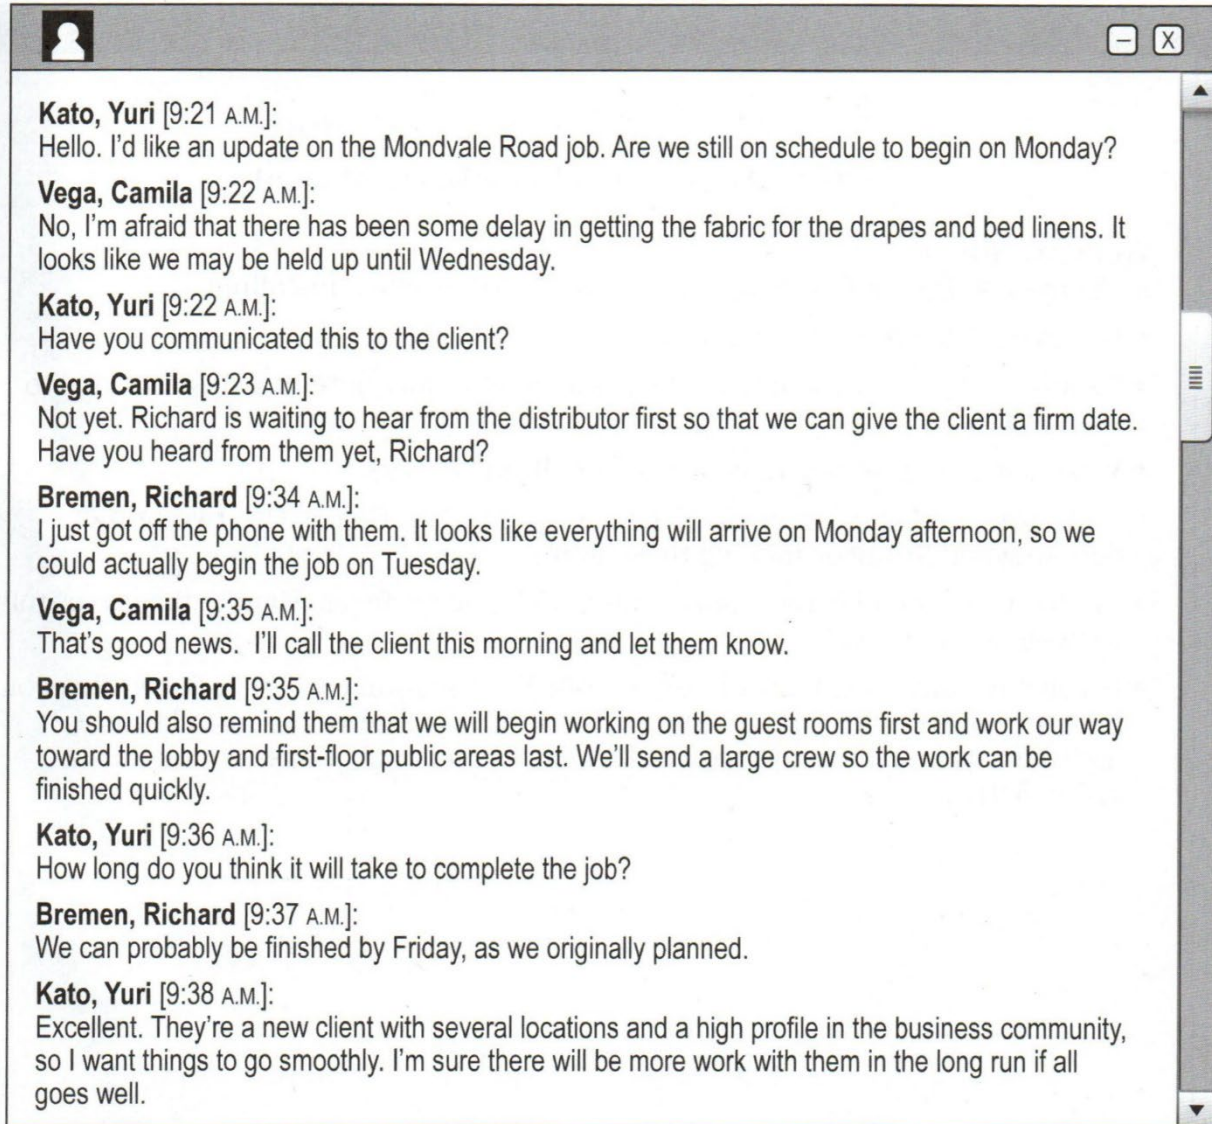 Kato, Yuri [9:21 A.M.]:
Hello. I'd like an update on the Mondvale Road job. Are we still on schedule to begin on Monday?
Vega, Camila [9:22 A.M.]:
No, I'm afraid that there has been some delay in getting the fabric for the drapes and bed linens. It
looks like we may be held up until Wednesday.
Kato, Yuri [9:22 A.M.]:
Have you communicated this to the client?
Vega, Camila [9:23 A.M.]:
Not yet. Richard is waiting to hear from the distributor first so that we can give the client a firm date.
Have you heard from them yet, Richard?
Bremen, Richard [9:34 A.M.]:
I just got off the phone with them. It looks like everything will arrive on Monday afternoon, so we
could actually begin the job on Tuesday.
Vega, Camila [9:35 A.M.]:
That's good news. I'll call the client this morning and let them know.
Bremen, Richard [9:35 A.M.]:
You should also remind them that we will begin working on the guest rooms first and work our way
toward the lobby and first-floor public areas last. We'll send a large crew so the work can be
finished quickly.
Kato, Yuri [9:36 A.M.]:
How long do you think it will take to complete the job?
Bremen, Richard [9:37 A.M.]:
We can probably be finished by Friday, as we originally planned.
Kato, Yuri [9:38 A.M.]:
Excellent. They're a new client with several locations and a high profile in the business community,
so I want things to go smoothly. I'm sure there will be more work with them in the long run if all
goes well.